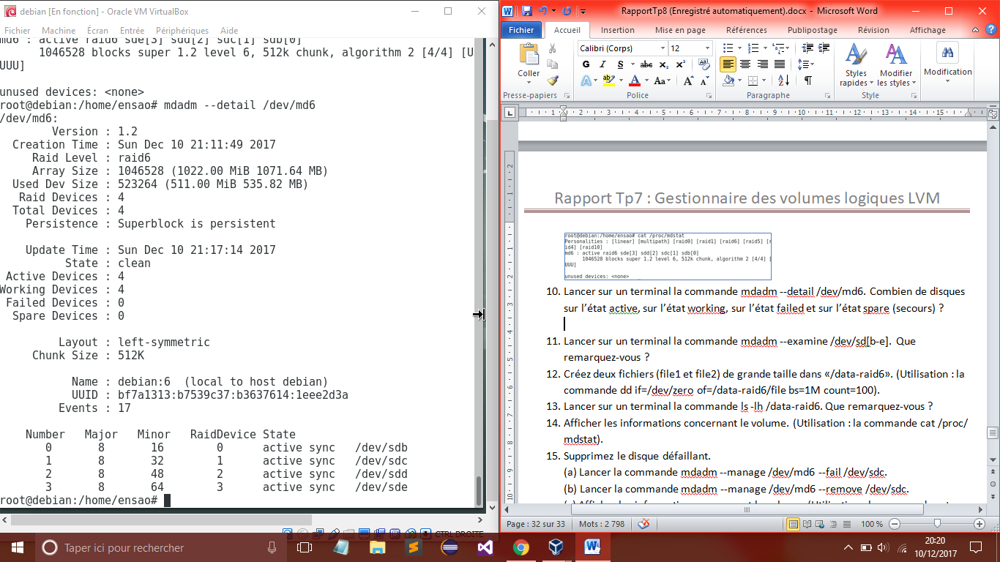 debian [En fonction] - Oracle VM VirtualBox
Fichier Machine Écran Entrée Périphériques Aide
md6 : active raid6 sde[3] sdd[2] sdc[1] sdb[0]
1046528 blocks super 1.2 level 6, 512k chunk, algorithm 2 [4/4] [U
UUU]
unused devices: <none>
root@debian:/home/ensao# mdadm --detail /dev/md6
/dev/md6:
Version : 1.2
Creation Time : Sun Dec 10 21:11:49 2017
Raid Level : raid6
Array Size : 1046528 (1022.00 MiB 1071.64 MB)
Used Dev Size : 523264 (511.00 MiB 535.82 MB)
Raid Devices : 4
Total Devices : 4
Persistence : Superblock is persistent
Update Time : Sun Dec 10 21:17:14 2017
State : clean
Active Devices : 4
Working Devices : 4
Failed Devices : 0
Spare Devices : 0
Layout : left-symmetric
Chunk Size : 512K
Name : debian:6 (local to host debian)
UUID : bf7a1313:b7539c37:b3637614:1eee2d3a
Events : 17
Number Major Minor RaidDevice State
0 8 16 0 active sync /dev/sdb
1 8 32 1 active sync /dev/sdc
2 8 48 2 active sync /dev/sdd
3 8 64 3 active sync /dev/sde
root@debian:/home/ensao#
CTRL DROITE
RapportTp8 (Enregistré automatiquement).docx - Microsoft Word
Fichier Accueil Insertion Mise en page Références Publipostage Révision Affichage
Coller
Calibri (Corps) 12
G I S abc x₂ x²
Styles rapides
Modifier les styles
Modification
Presse-papiers Police Paragraphe Style
1 2 3 4 5 6 7 8 9 10 11 12 13 14 15
Rapport Tp7 : Gestionnaire des volumes logiques LVM
root@debian:/home/ensao# cat /proc/mdstat
Personalities : [linear] [multipath] [raid0] [raid1] [raid6] [raid5] [r
id4] [raid10]
md6 : active raid6 sde[3] sdd[2] sdc[1] sdb[0]
1046528 blocks super 1.2 level 6, 512k chunk, algorithm 2 [4/4] [
UUU]
unused devices: <none>
10. Lancer sur un terminal la commande mdadm --detail /dev/md6. Combien de disques
sur l’état active, sur l’état working, sur l’état failed et sur l’état spare (secours) ?
11. Lancer sur un terminal la commande mdadm --examine /dev/sd[b-e]. Que
remarquez-vous ?
12. Créez deux fichiers (file1 et file2) de grande taille dans «/data-raid6». (Utilisation : la
commande dd if=/dev/zero of=/data-raid6/file bs=1M count=100).
13. Lancer sur un terminal la commande ls -lh /data-raid6. Que remarquez-vous ?
14. Afficher les informations concernant le volume. (Utilisation : la commande cat /proc/
mdstat).
15. Supprimez le disque défaillant.
(a) Lancer la commande mdadm --manage /dev/md6 --fail /dev/sdc.
(b) Lancer la commande mdadm --manage /dev/md6 --remove /dev/sdc.
Page : 32 sur 33 Mots : 2 798 100 %
Taper ici pour rechercher
20:20
10/12/2017